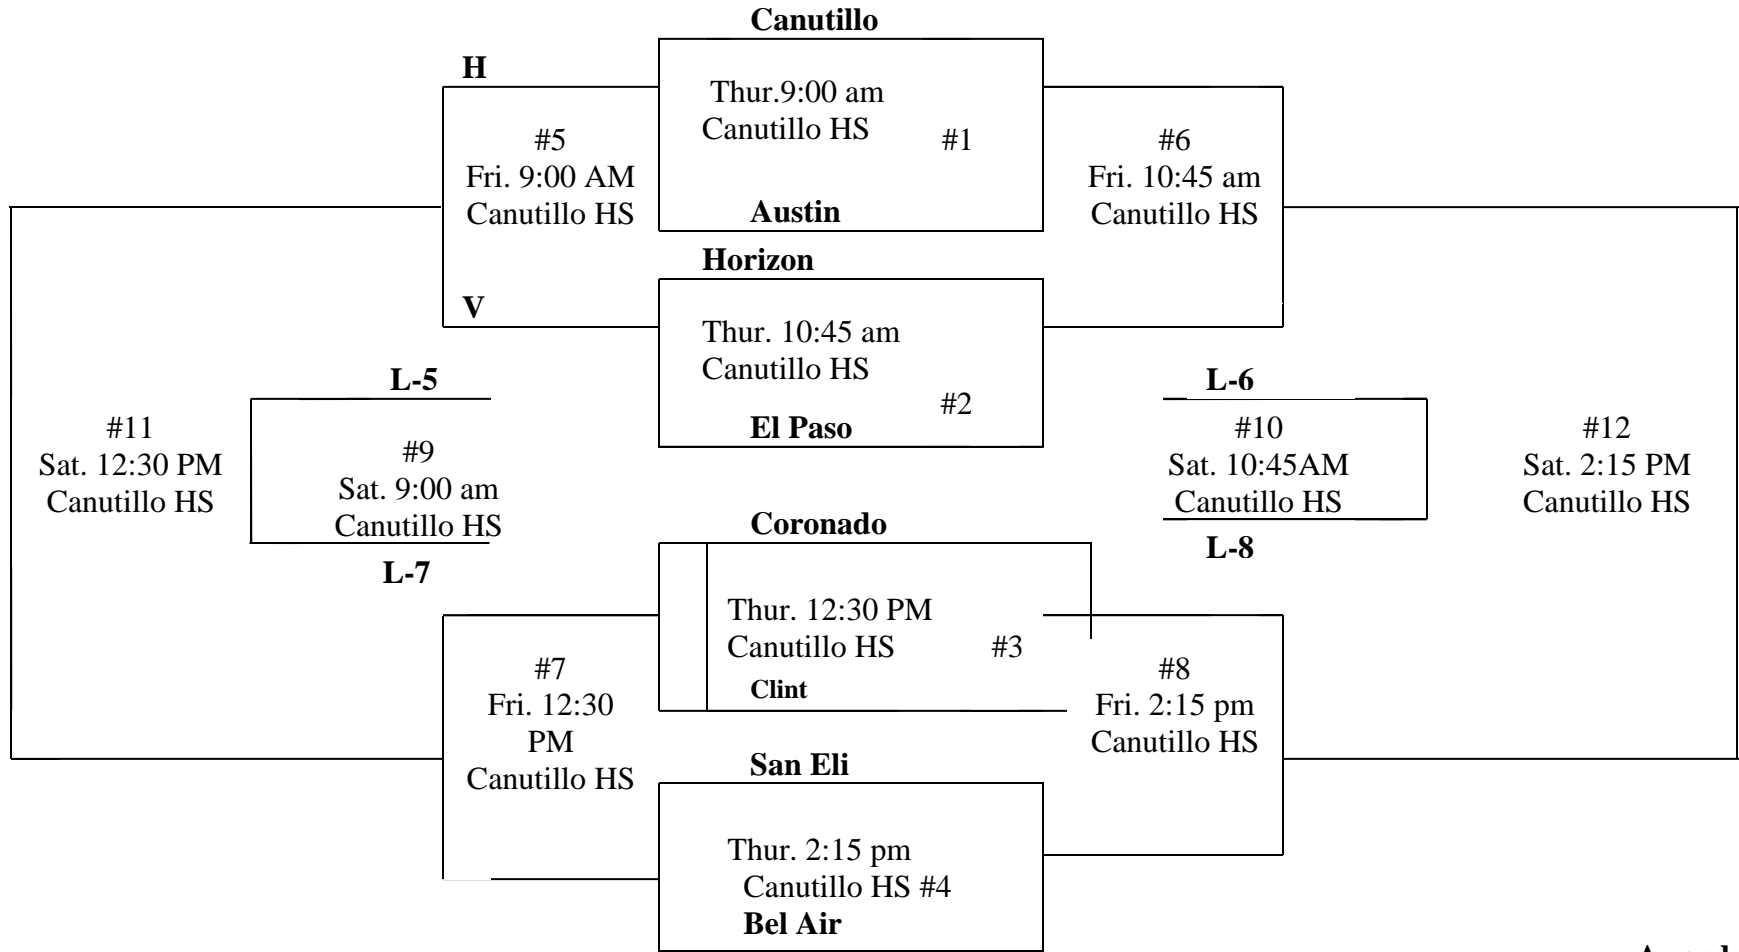 Canutillo
H
Thur.9:00 am
Canutillo HS
#1
Austin
#5
Fri. 9:00 AM
Canutillo HS
#6
Fri. 10:45 am
Canutillo HS
Horizon
V
Thur. 10:45 am
Canutillo HS
#2
El Paso
L-5
#9
Sat. 9:00 am
Canutillo HS
L-7
L-6
#10
Sat. 10:45AM
Canutillo HS
L-8
#11
Sat. 12:30 PM
Canutillo HS
#12
Sat. 2:15 PM
Canutillo HS
Coronado
Thur. 12:30 PM
Canutillo HS
#3
Clint
#7
Fri. 12:30
PM
Canutillo HS
#8
Fri. 2:15 pm
Canutillo HS
San Eli
Thur. 2:15 pm
Canutillo HS #4
Bel Air